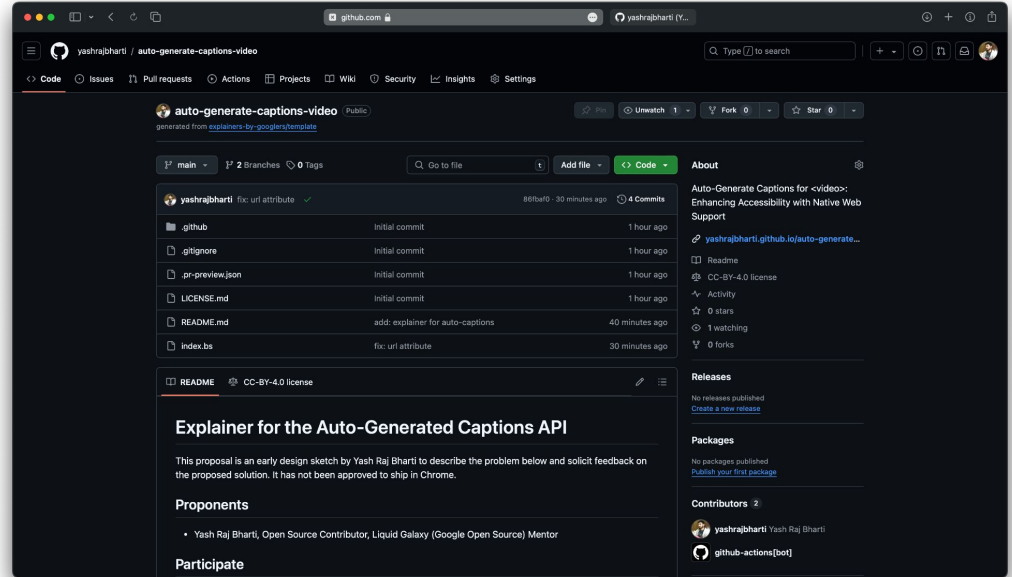 github.com
yashrajbharti (Y...
yashrajbharti / auto-generate-captions-video
Type / to search
Code Issues Pull requests Actions Projects Wiki Security Insights Settings
auto-generate-captions-video Public
Pin Unwatch 1 Fork 0 Star 0
generated from explainers-by-googlers/template
main 2 Branches 0 Tags Go to file t Add file Code
yashrajbharti fix: url attribute 86fbaf0 · 30 minutes ago 4 Commits
.github Initial commit 1 hour ago
.gitignore Initial commit 1 hour ago
.pr-preview.json Initial commit 1 hour ago
LICENSE.md Initial commit 1 hour ago
README.md add: explainer for auto-captions 40 minutes ago
index.bs fix: url attribute 30 minutes ago
README CC-BY-4.0 license
Explainer for the Auto-Generated Captions API
This proposal is an early design sketch by Yash Raj Bharti to describe the problem below and solicit feedback on
the proposed solution. It has not been approved to ship in Chrome.
Proponents
• Yash Raj Bharti, Open Source Contributor, Liquid Galaxy (Google Open Source) Mentor
Participate
About
Auto-Generate Captions for <video>:
Enhancing Accessibility with Native Web
Support
yashrajbharti.github.io/auto-generate...
Readme
CC-BY-4.0 license
Activity
0 stars
1 watching
0 forks
Releases
No releases published
Create a new release
Packages
No packages published
Publish your first package
Contributors 2
yashrajbharti Yash Raj Bharti
github-actions[bot]